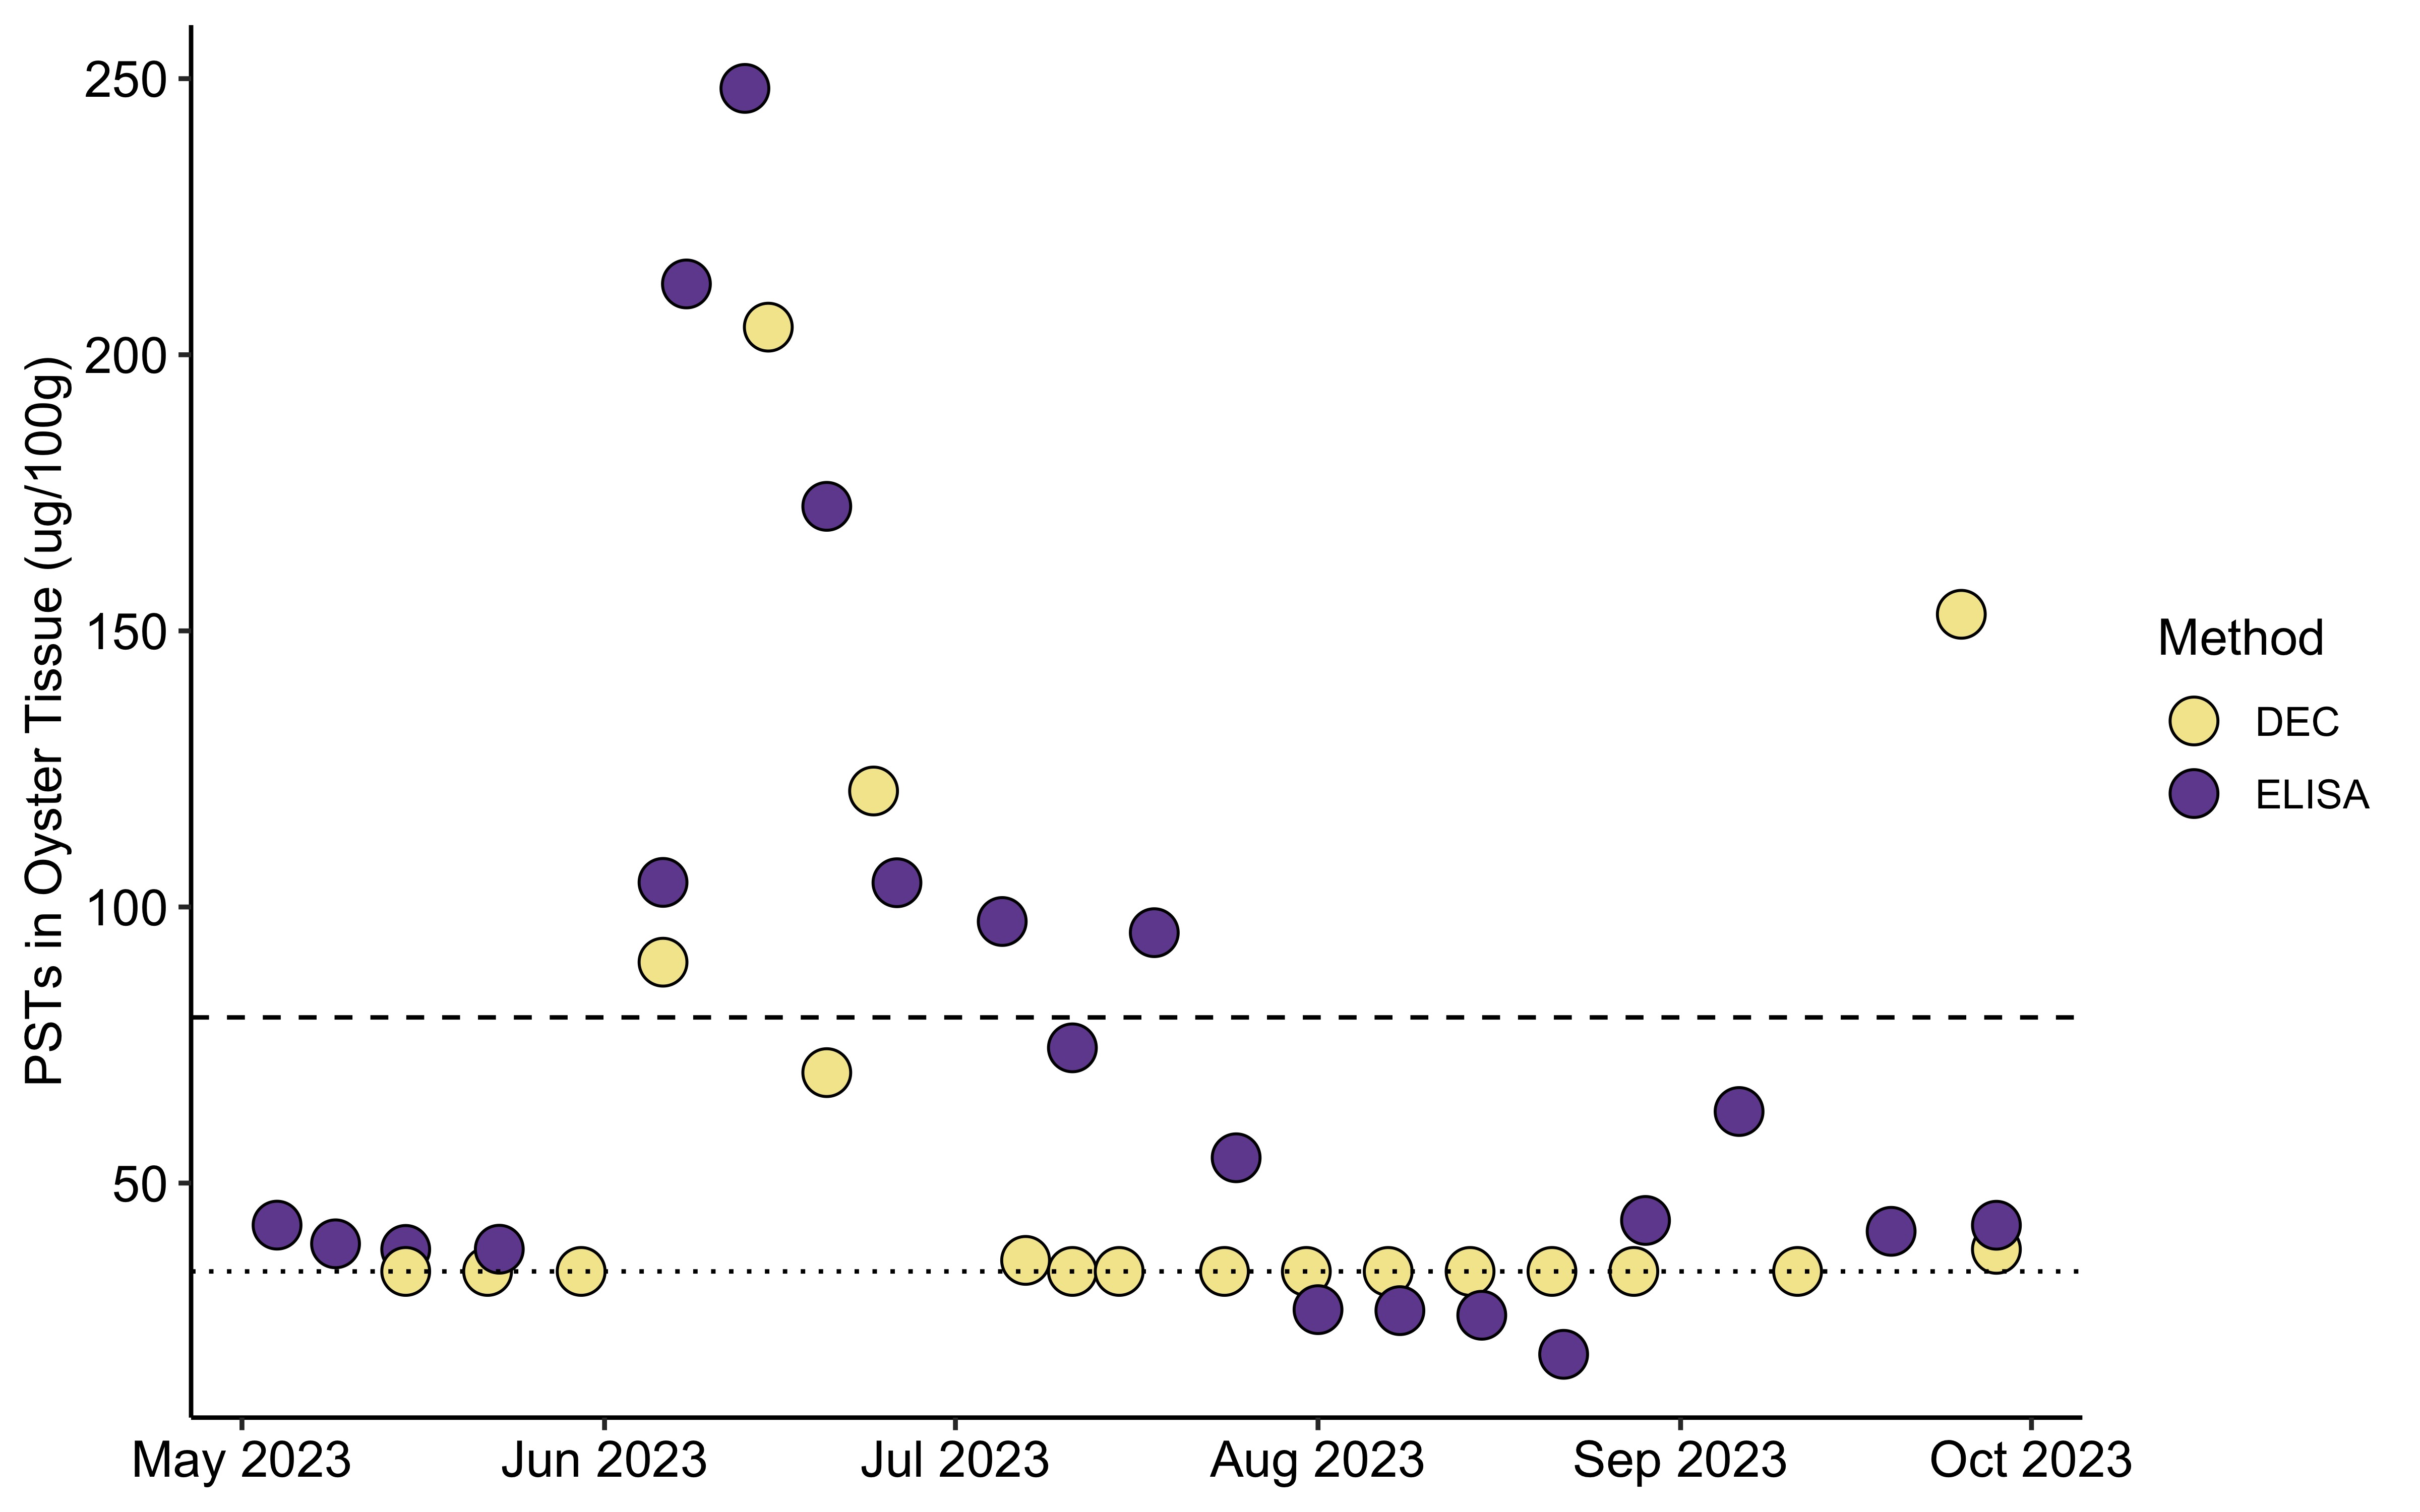 PSTs in Oyster Tissue (ug/100g)
250
200
150
100
50
May 2023
Jun 2023
Jul 2023
Aug 2023
Sep 2023
Oct 2023
Method
DEC
ELISA